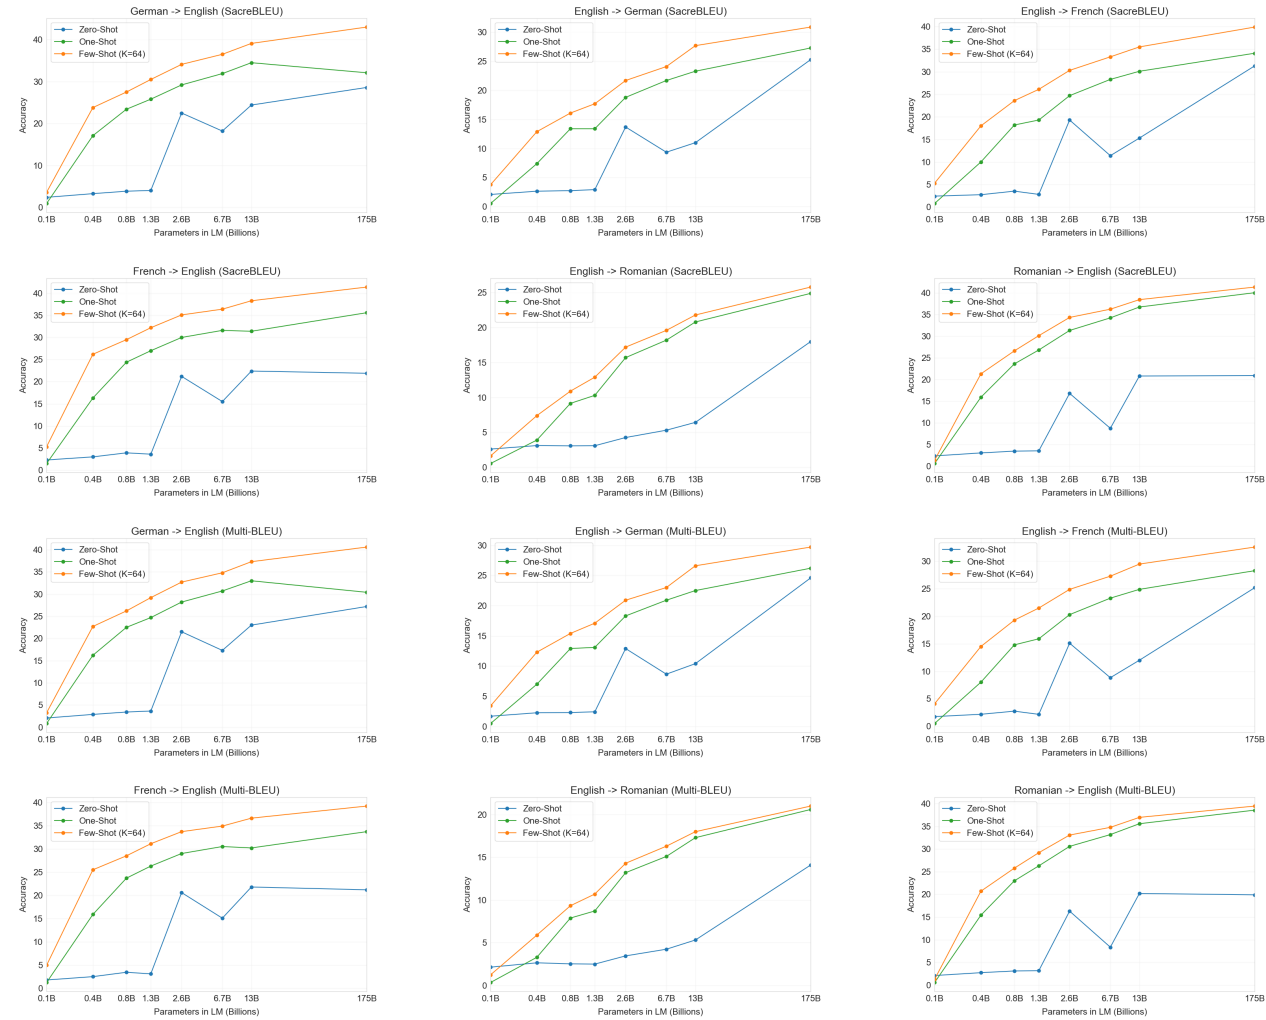 German -> English (SacreBLEU)
Zero-Shot
One-Shot
Few-Shot (K=64)
Accuracy
40
30
20
10
0
0.1B 0.4B 0.8B 1.3B 2.6B 6.7B 13B 175B
Parameters in LM (Billions)
English -> German (SacreBLEU)
Zero-Shot
One-Shot
Few-Shot (K=64)
Accuracy
30
25
20
15
10
5
0
0.1B 0.4B 0.8B 1.3B 2.6B 6.7B 13B 175B
Parameters in LM (Billions)
English -> French (SacreBLEU)
Zero-Shot
One-Shot
Few-Shot (K=64)
Accuracy
40
35
30
25
20
15
10
5
0
0.1B 0.4B 0.8B 1.3B 2.6B 6.7B 13B 175B
Parameters in LM (Billions)
French -> English (SacreBLEU)
Zero-Shot
One-Shot
Few-Shot (K=64)
Accuracy
40
35
30
25
20
15
10
5
0
0.1B 0.4B 0.8B 1.3B 2.6B 6.7B 13B 175B
Parameters in LM (Billions)
English -> Romanian (SacreBLEU)
Zero-Shot
One-Shot
Few-Shot (K=64)
Accuracy
25
20
15
10
5
0
0.1B 0.4B 0.8B 1.3B 2.6B 6.7B 13B 175B
Parameters in LM (Billions)
Romanian -> English (SacreBLEU)
Zero-Shot
One-Shot
Few-Shot (K=64)
Accuracy
40
35
30
25
20
15
10
5
0
0.1B 0.4B 0.8B 1.3B 2.6B 6.7B 13B 175B
Parameters in LM (Billions)
German -> English (Multi-BLEU)
Zero-Shot
One-Shot
Few-Shot (K=64)
Accuracy
40
35
30
25
20
15
10
5
0
0.1B 0.4B 0.8B 1.3B 2.6B 6.7B 13B 175B
Parameters in LM (Billions)
English -> German (Multi-BLEU)
Zero-Shot
One-Shot
Few-Shot (K=64)
Accuracy
30
25
20
15
10
5
0
0.1B 0.4B 0.8B 1.3B 2.6B 6.7B 13B 175B
Parameters in LM (Billions)
English -> French (Multi-BLEU)
Zero-Shot
One-Shot
Few-Shot (K=64)
Accuracy
30
25
20
15
10
5
0
0.1B 0.4B 0.8B 1.3B 2.6B 6.7B 13B 175B
Parameters in LM (Billions)
French -> English (Multi-BLEU)
Zero-Shot
One-Shot
Few-Shot (K=64)
Accuracy
40
35
30
25
20
15
10
5
0
0.1B 0.4B 0.8B 1.3B 2.6B 6.7B 13B 175B
Parameters in LM (Billions)
English -> Romanian (Multi-BLEU)
Zero-Shot
One-Shot
Few-Shot (K=64)
Accuracy
20
15
10
5
0
0.1B 0.4B 0.8B 1.3B 2.6B 6.7B 13B 175B
Parameters in LM (Billions)
Romanian -> English (Multi-BLEU)
Zero-Shot
One-Shot
Few-Shot (K=64)
Accuracy
40
35
30
25
20
15
10
5
0
0.1B 0.4B 0.8B 1.3B 2.6B 6.7B 13B 175B
Parameters in LM (Billions)